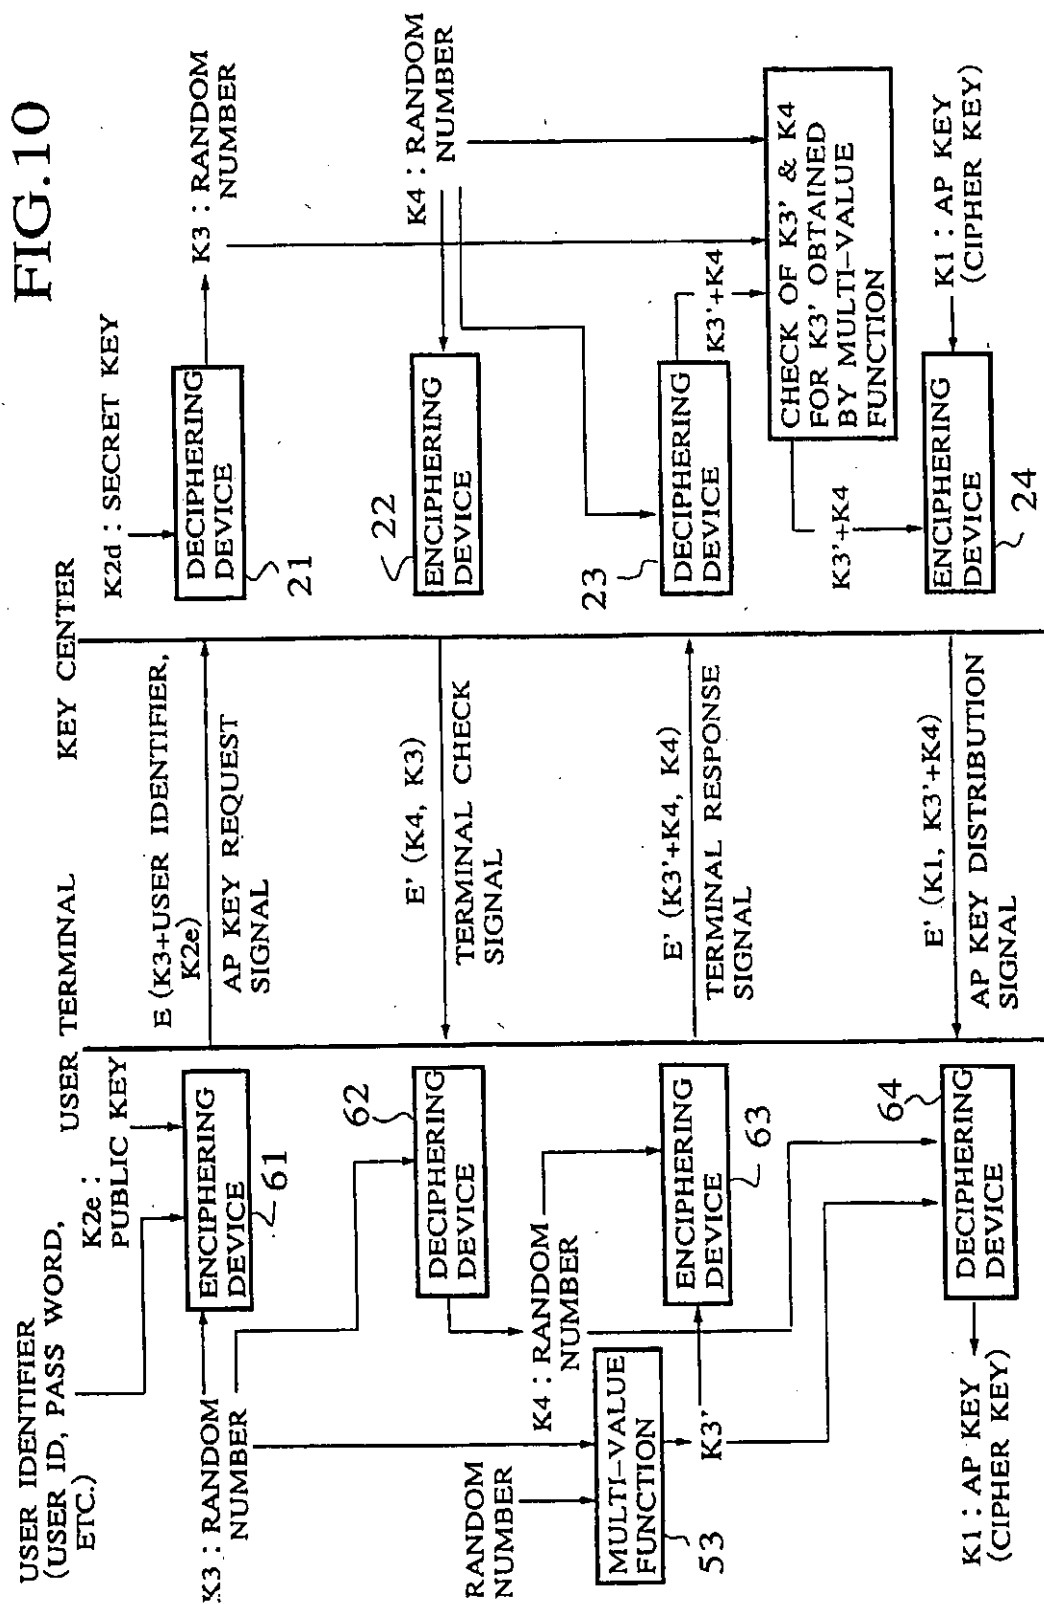 FIG.10
USER IDENTIFIER
(USER ID, PASS WORD,
ETC.)
K2e :
PUBLIC KEY
USER TERMINAL
KEY CENTER
K2d : SECRET KEY
K3 : RANDOM
NUMBER
ENCIPHERING
DEVICE
61
E (K3+USER IDENTIFIER,
K2e)
AP KEY REQUEST
SIGNAL
DECIPHERING
DEVICE
21
K3 : RANDOM
NUMBER
DECIPHERING
DEVICE
62
E' (K4, K3)
TERMINAL CHECK
SIGNAL
22
ENCIPHERING
DEVICE
K4 : RANDOM
NUMBER
RANDOM
NUMBER
K4 : RANDOM
NUMBER
MULTI-VALUE
FUNCTION
53
K3'
ENCIPHERING
DEVICE
63
E' (K3'+K4, K4)
TERMINAL RESPONSE
SIGNAL
23
DECIPHERING
DEVICE
K3'+K4
CHECK OF K3' & K4
FOR K3' OBTAINED
BY MULTI-VALUE
FUNCTION
K3'+K4
K1 : AP KEY
(CIPHER KEY)
64
DECIPHERING
DEVICE
E' (K1, K3'+K4)
AP KEY DISTRIBUTION
SIGNAL
ENCIPHERING
DEVICE
24
K1 : AP KEY
(CIPHER KEY)